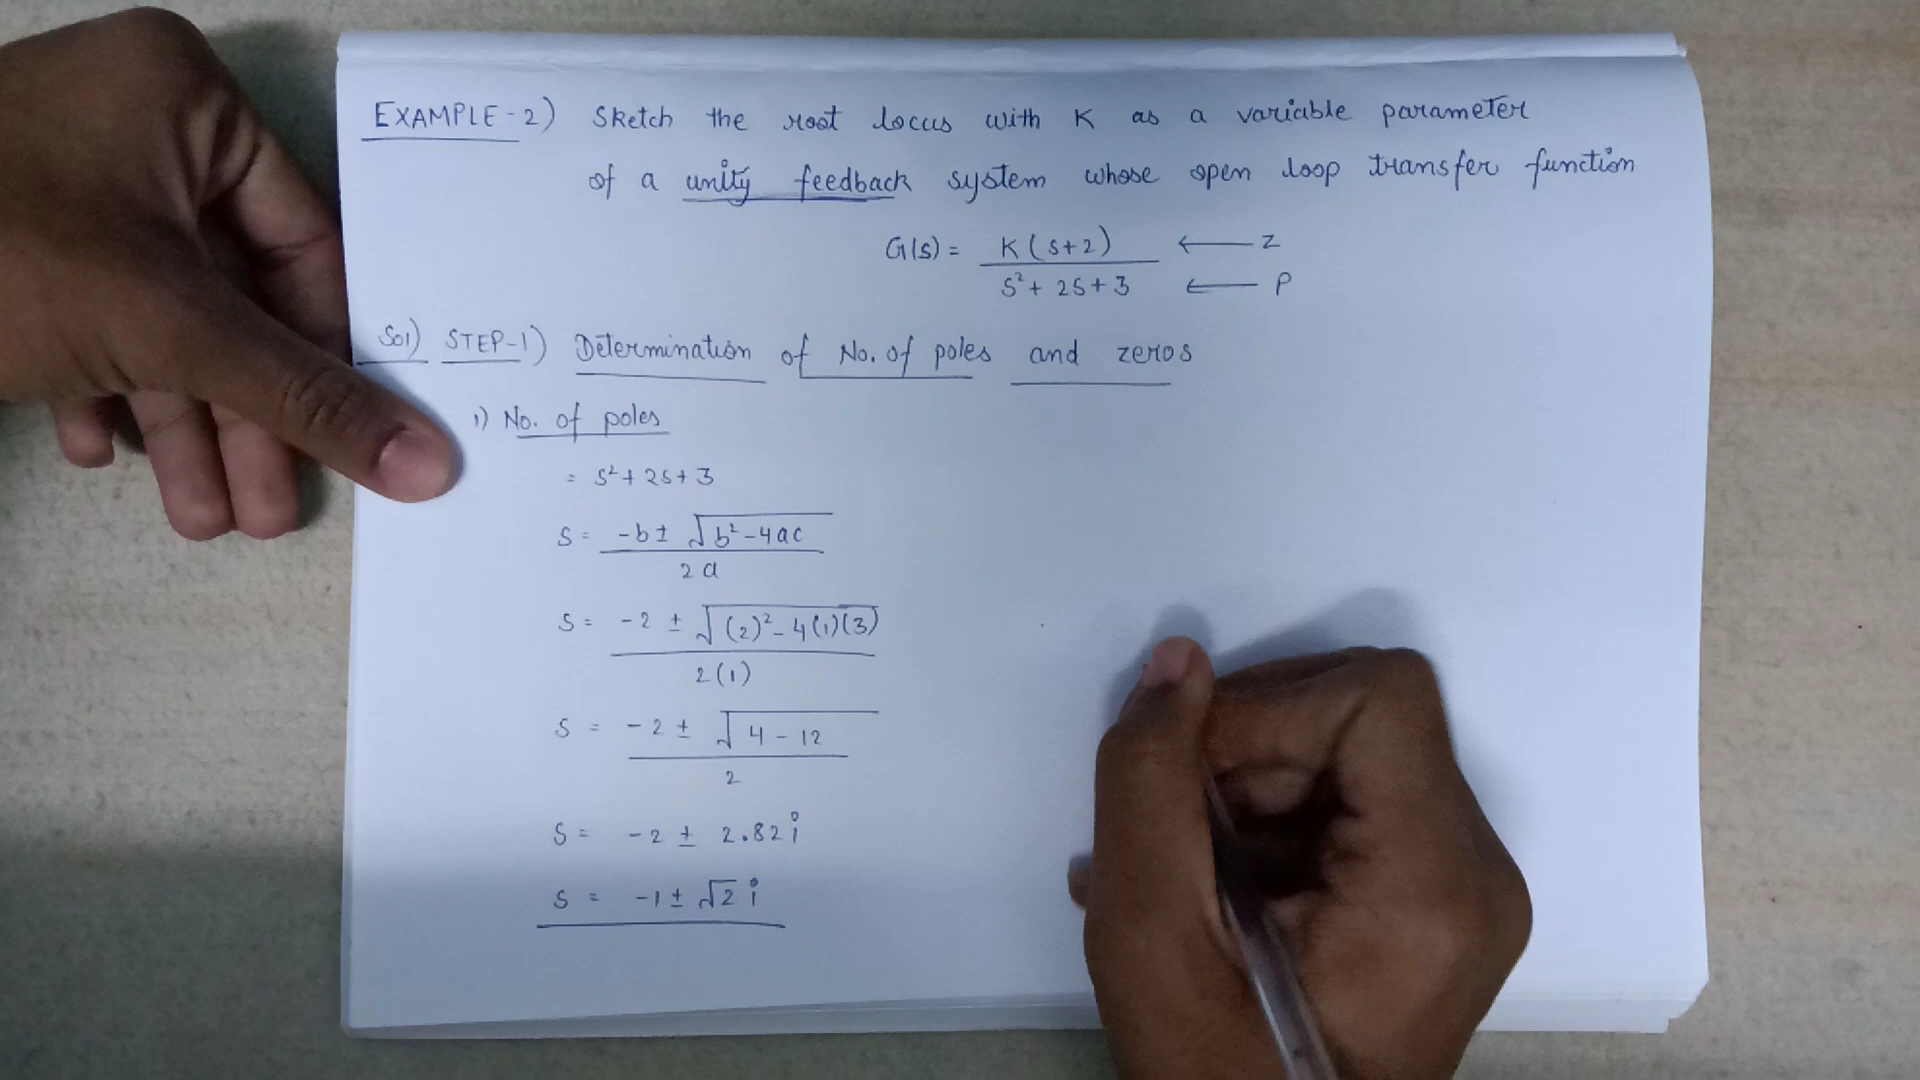 EXAMPLE-2) Sketch the root locus with K as a variable parameter
of a unity feedback system whose open loop transfer function
G(s) = K(s+2) ← Z
s²+ 2s+3 ← P
Sol) STEP-1) Determination of No. of poles and zeros
1) No. of poles
= s²+2s+3
S = -b± √b²-4ac
2a
S = -2 ± √(2)²-4(1)(3)
2(1)
S = -2 ± √4-12
2
S = -2 ± 2.82i
S = -1 ± √2 i